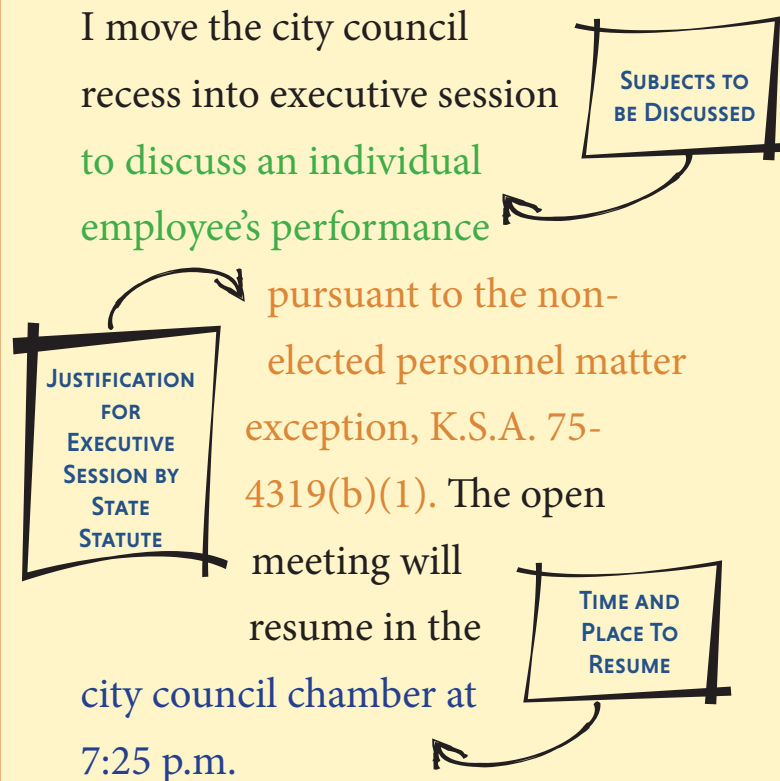 I move the city council
recess into executive session
to discuss an individual
employee's performance
SUBJECTS TO
BE DISCUSSED
pursuant to the non-
elected personnel matter
exception, K.S.A. 75-
4319(b)(1). The open
meeting will
resume in the
city council chamber at
7:25 p.m.
JUSTIFICATION
FOR
EXECUTIVE
SESSION BY
STATE
STATUTE
TIME AND
PLACE TO
RESUME